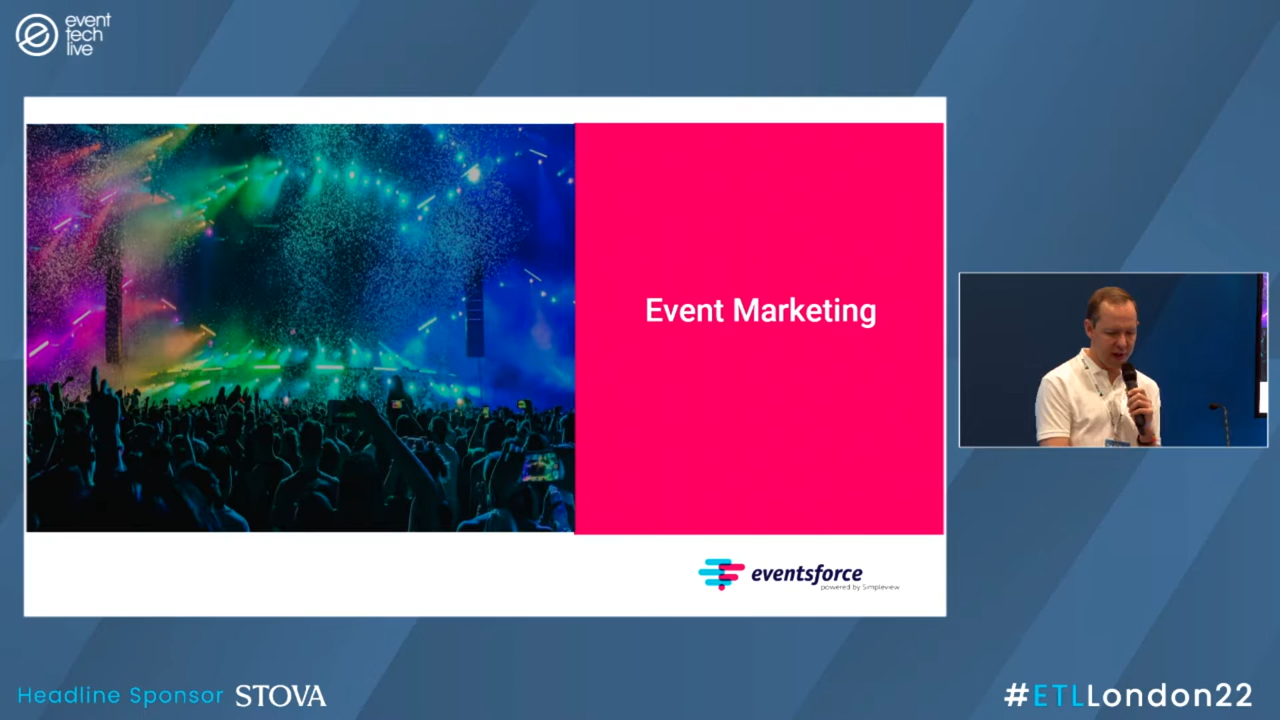 event
tech
live
Event Marketing
eventsforce
powered by Simpleview
Headline Sponsor STOVA
#ETLLondon22